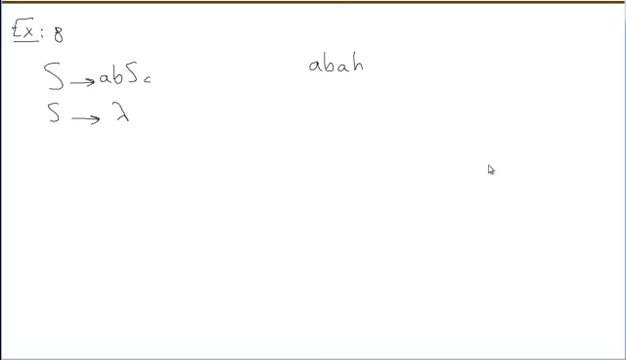 Ex: 8
S → abSc
abah
S → λ